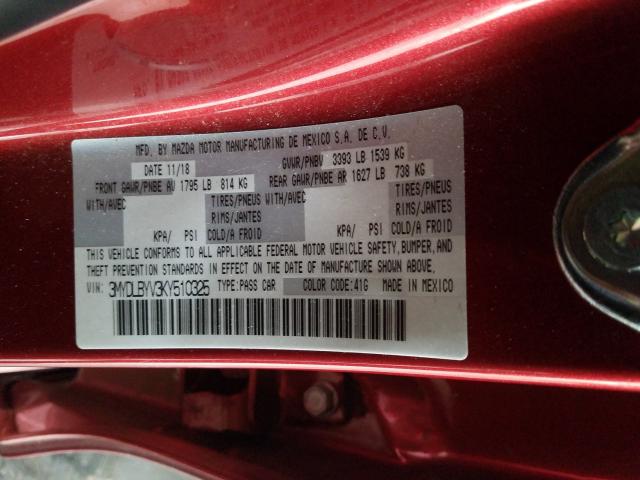 MFD. BY MAZDA MOTOR MANUFACTURING DE MEXICO S.A. DE C.V.
DATE 11/18 GVWR/PNBV 3393 LB 1539 KG
FRONT GAWR/PNBE AV 1795 LB 814 KG REAR GAWR/PNBE AR 1627 LB 738 KG
WITH/AVEC TIRES/PNEUS WITH/AVEC TIRES/PNEUS
RIMS/JANTES RIMS/JANTES
KPA/ PSI COLD/A FROID KPA/ PSI COLD/A FROID
THIS VEHICLE CONFORMS TO ALL APPLICABLE FEDERAL MOTOR VEHICLE SAFETY, BUMPER, AND
THEFT PREVENTION STANDARDS IN EFFECT ON THE DATE OF MANUFACTURE SHOWN ABOVE.
VIN: 3MYDLBYV3KY510325 TYPE:PASS CAR COLOR CODE:41G MADE IN MEXICO